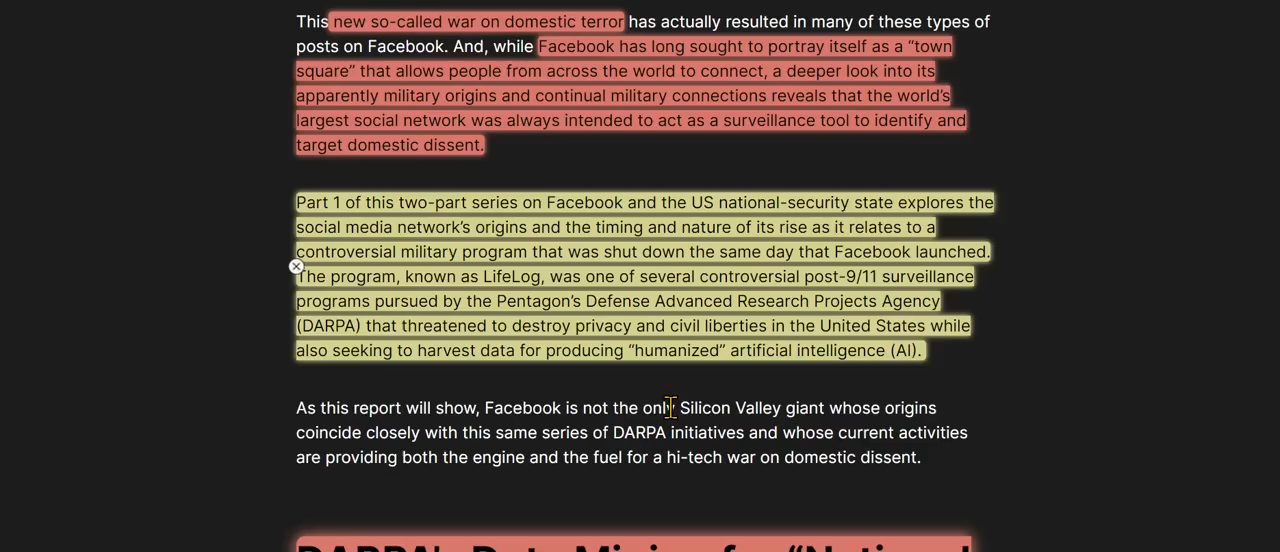 This new so-called war on domestic terror has actually resulted in many of these types of
posts on Facebook. And, while Facebook has long sought to portray itself as a “town
square” that allows people from across the world to connect, a deeper look into its
apparently military origins and continual military connections reveals that the world’s
largest social network was always intended to act as a surveillance tool to identify and
target domestic dissent.
Part 1 of this two-part series on Facebook and the US national-security state explores the
social media network’s origins and the timing and nature of its rise as it relates to a
controversial military program that was shut down the same day that Facebook launched.
The program, known as LifeLog, was one of several controversial post-9/11 surveillance
programs pursued by the Pentagon’s Defense Advanced Research Projects Agency
(DARPA) that threatened to destroy privacy and civil liberties in the United States while
also seeking to harvest data for producing “humanized” artificial intelligence (AI).
As this report will show, Facebook is not the only Silicon Valley giant whose origins
coincide closely with this same series of DARPA initiatives and whose current activities
are providing both the engine and the fuel for a hi-tech war on domestic dissent.
DARPA’s Data Mining for “National